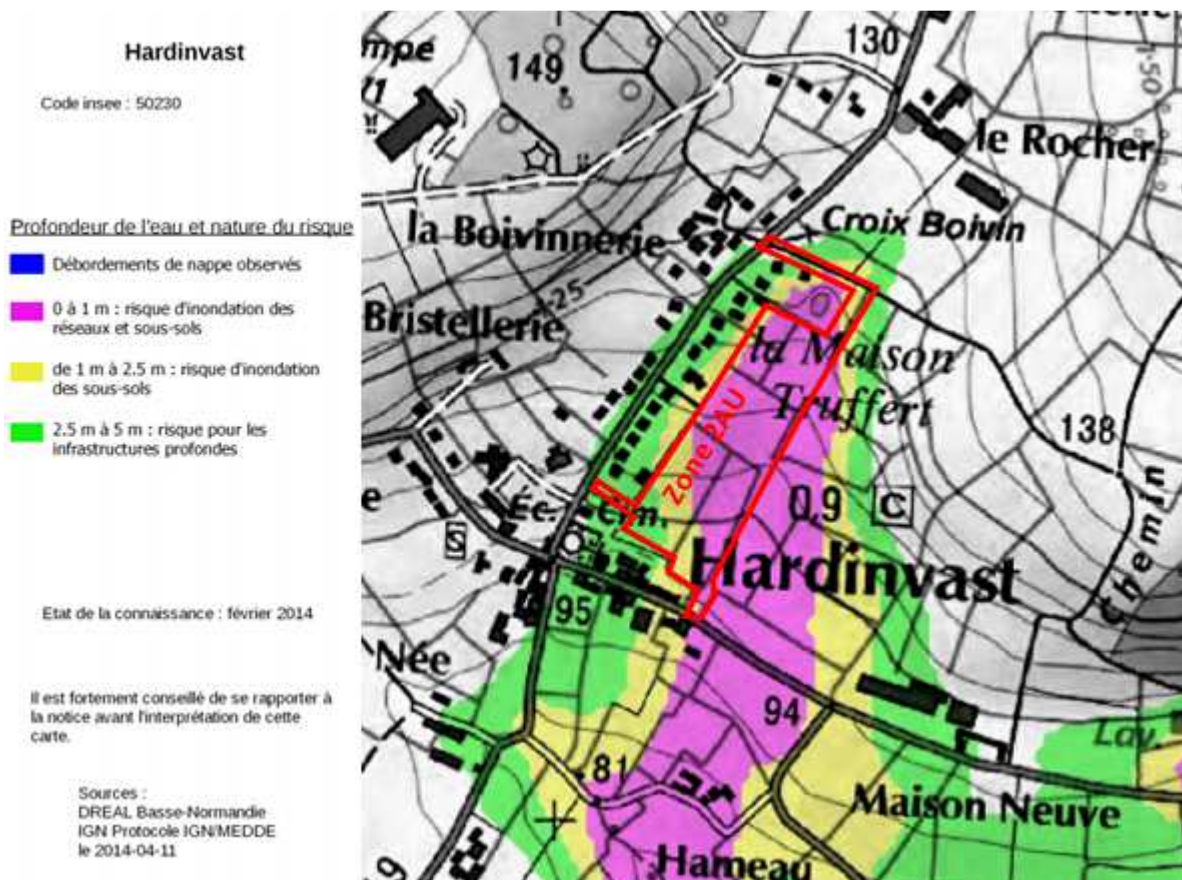 Hardinvast
Code insee : 50230
Profondeur de l'eau et nature du risque
Débordements de nappe observés
0 à 1 m : risque d'inondation des
réseaux et sous-sols
de 1 m à 2.5 m : risque d'inondation
des sous-sols
2.5 m à 5 m : risque pour les
infrastructures profondes
Etat de la connaissance : février 2014
Il est fortement conseillé de se rapporter à
la notice avant l'interprétation de cette
carte.
Sources :
DREAL Basse-Normandie
IGN Protocole IGN/MEDDE
le 2014-04-11
149
130
le Rocher
la Boivinnerie
Croix Boivin
25
Bristellerie
la Maison
Truffert
138
Zone 2AU
Éc.
Cim.
0,9
C
S
Hardinvast
Chemin
95
Née
94
Lav.
81
Maison Neuve
Hameau